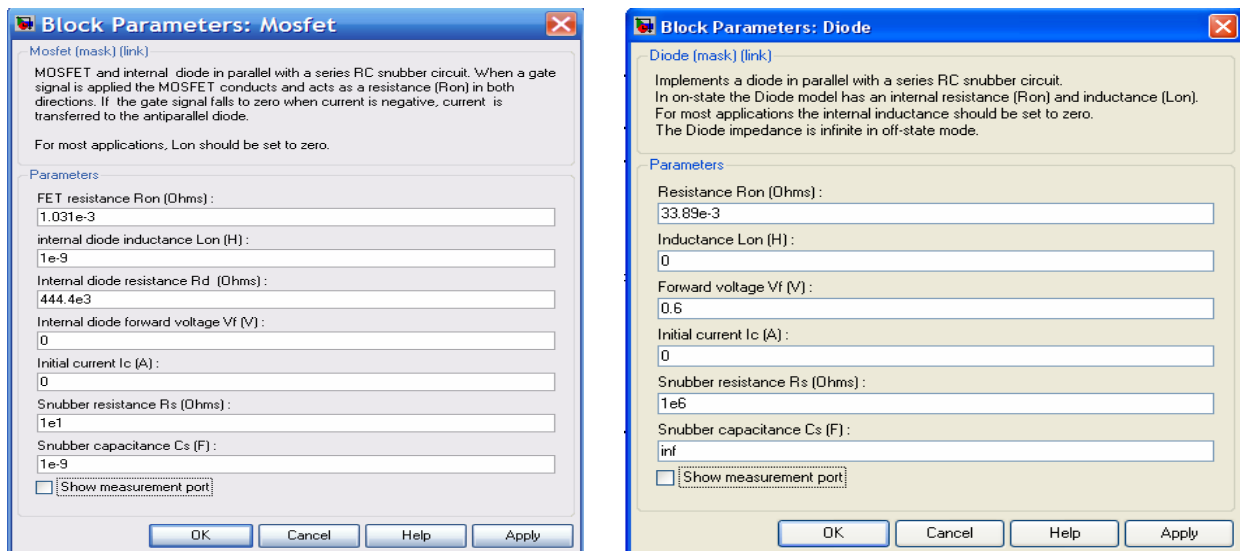 Block Parameters: Mosfet
Mosfet (mask) (link)
MOSFET and internal diode in parallel with a series RC snubber circuit. When a gate
signal is applied the MOSFET conducts and acts as a resistance (Ron) in both
directions. If the gate signal falls to zero when current is negative, current is
transferred to the antiparallel diode.
For most applications, Lon should be set to zero.
Parameters
FET resistance Ron (Ohms) :
1.031e-3
internal diode inductance Lon (H) :
1e-9
Internal diode resistance Rd (Ohms) :
444.4e3
Internal diode forward voltage Vf (V) :
0
Initial current Ic (A) :
0
Snubber resistance Rs (Ohms) :
1e1
Snubber capacitance Cs (F) :
1e-9
Show measurement port
OK Cancel Help Apply
Block Parameters: Diode
Diode (mask) (link)
Implements a diode in parallel with a series RC snubber circuit.
In on-state the Diode model has an internal resistance (Ron) and inductance (Lon).
For most applications the internal inductance should be set to zero.
The Diode impedance is infinite in off-state mode.
Parameters
Resistance Ron (Ohms) :
33.89e-3
Inductance Lon (H) :
0
Forward voltage Vf (V) :
0.6
Initial current Ic (A) :
0
Snubber resistance Rs (Ohms) :
1e6
Snubber capacitance Cs (F) :
inf
Show measurement port
OK Cancel Help Apply